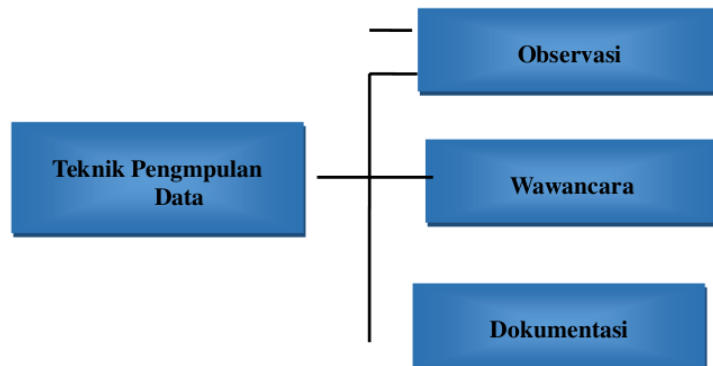 Teknik Pengmpulan
Data
Observasi
Wawancara
Dokumentasi